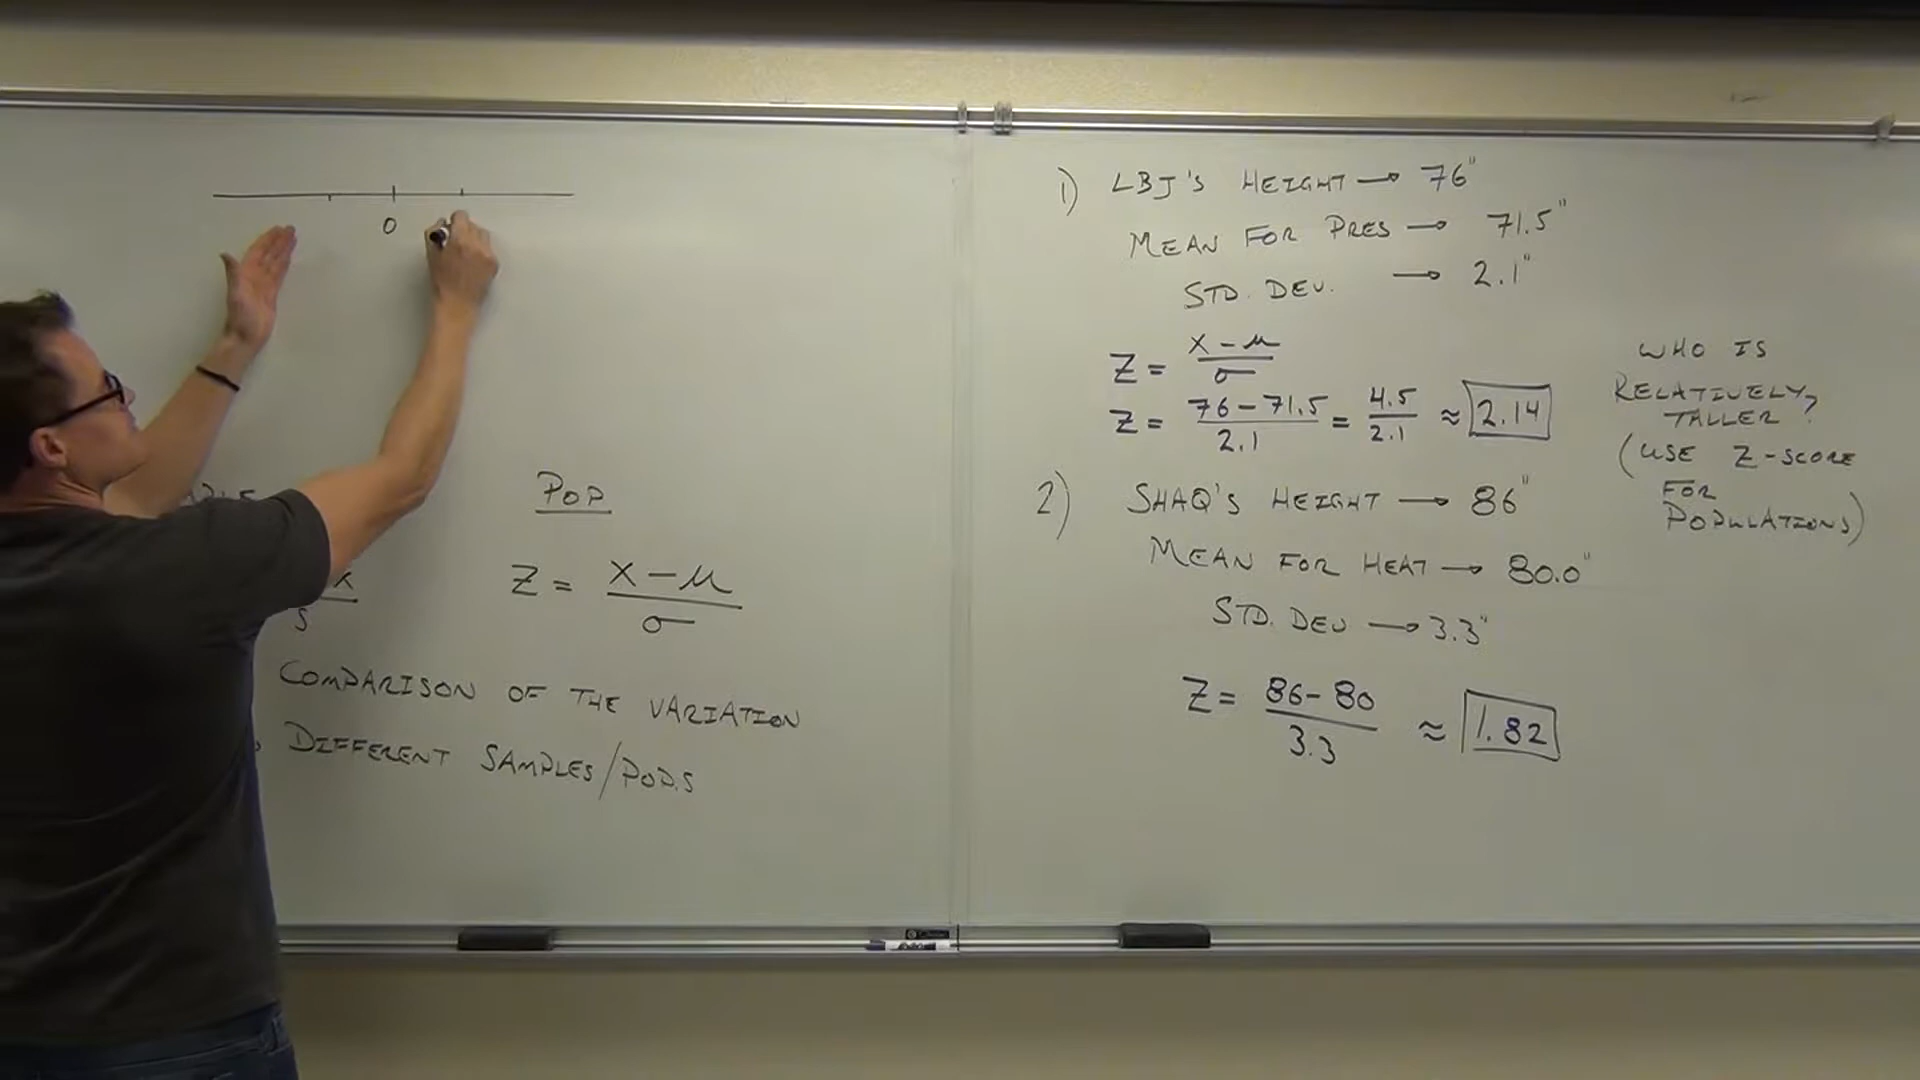 0
POP
Z = X - μ / σ
X
S
COMPARISON OF THE VARIATION
DIFFERENT SAMPLES/POPS
1) LBJ'S HEIGHT → 76"
MEAN FOR PRES → 71.5"
STD. DEV. → 2.1"
Z = X - μ / σ
Z = 76 - 71.5 / 2.1 = 4.5 / 2.1 ≈ 2.14
2) SHAQ'S HEIGHT → 86"
MEAN FOR HEAT → 80.0"
STD. DEV → 3.3"
Z = 86 - 80 / 3.3 ≈ 1.82
WHO IS
RELATIVELY
TALLER?
(USE Z-SCORE
FOR
POPULATIONS)